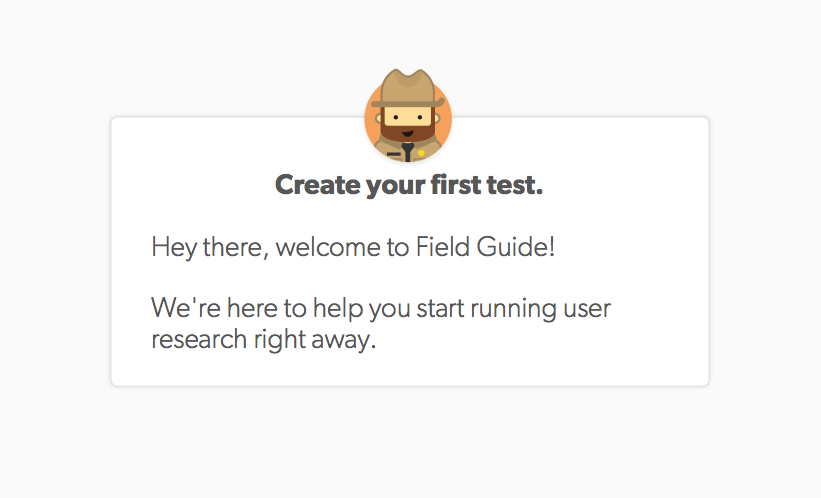 Create your first test.
Hey there, welcome to Field Guide!
We're here to help you start running user
research right away.